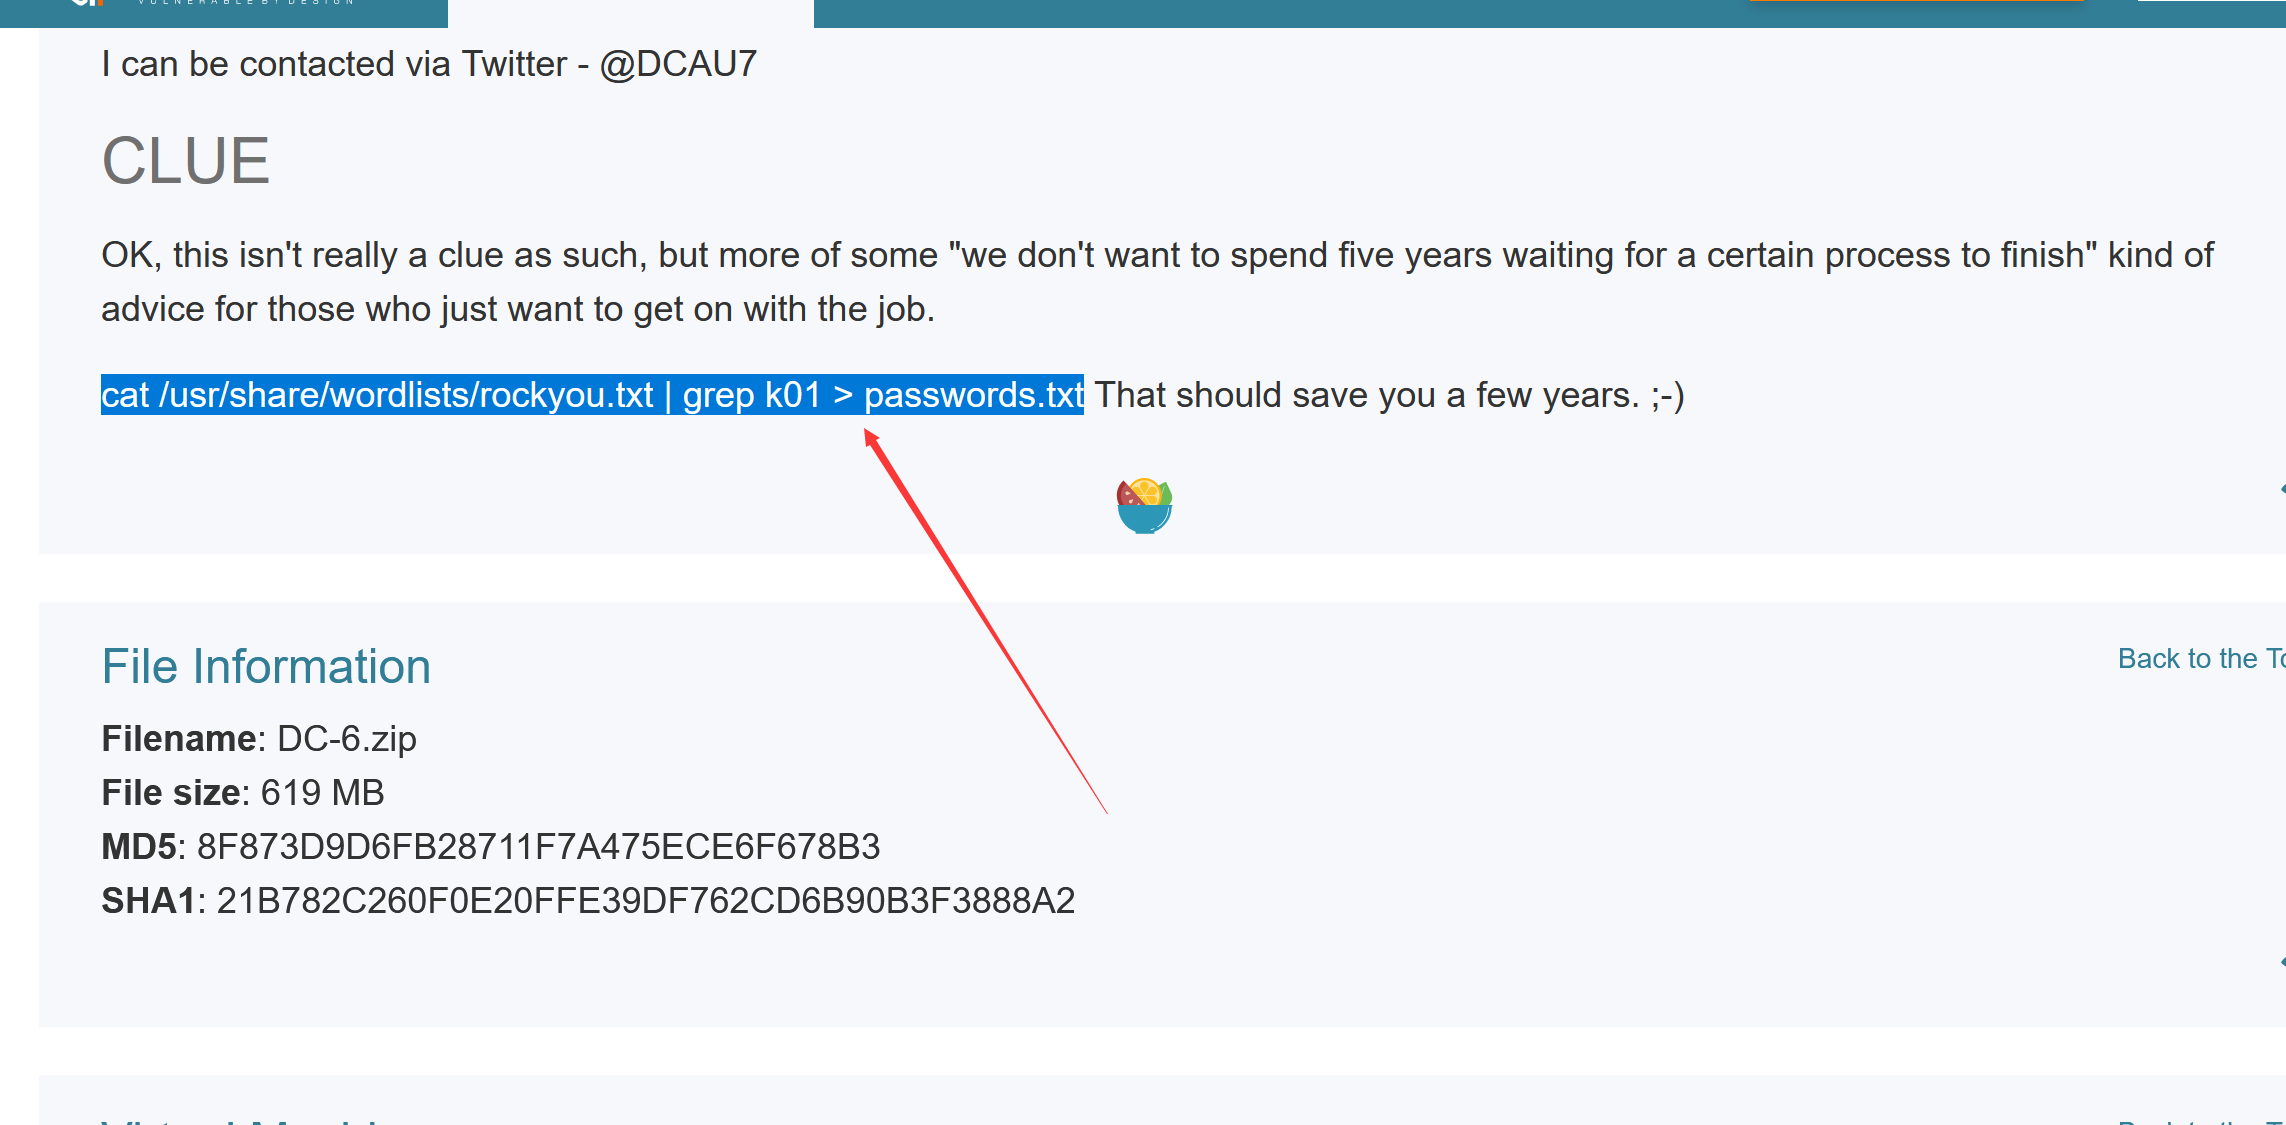 VULNERABLE BY DESIGN
I can be contacted via Twitter - @DCAU7
CLUE
OK, this isn't really a clue as such, but more of some "we don't want to spend five years waiting for a certain process to finish" kind of
advice for those who just want to get on with the job.
cat /usr/share/wordlists/rockyou.txt | grep k01 > passwords.txt That should save you a few years. ;-)
File Information
Back to the
Filename: DC-6.zip
File size: 619 MB
MD5: 8F873D9D6FB28711F7A475ECE6F678B3
SHA1: 21B782C260F0E20FFE39DF762CD6B90B3F3888A2